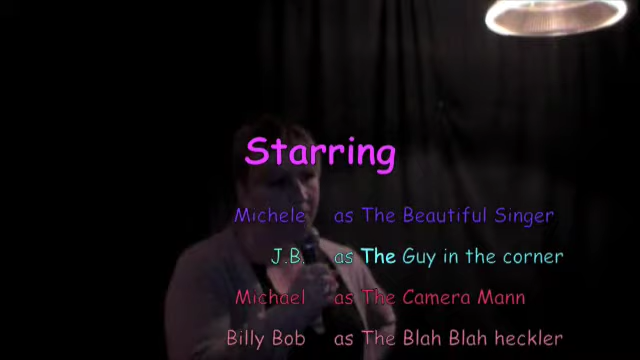 Starring
Michele as The Beautiful Singer
J.B. as The Guy in the corner
Michael as The Camera Mann
Billy Bob as The Blah Blah heckler